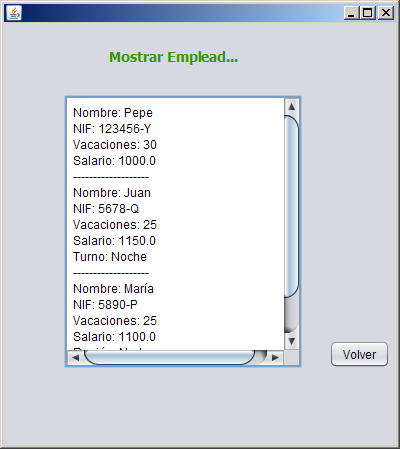 Mostrar Emplead...
Nombre: Pepe
NIF: 123456-Y
Vacaciones: 30
Salario: 1000.0
-------------------
Nombre: Juan
NIF: 5678-Q
Vacaciones: 25
Salario: 1150.0
Turno: Noche
-------------------
Nombre: María
NIF: 5890-P
Vacaciones: 25
Salario: 1100.0
Volver